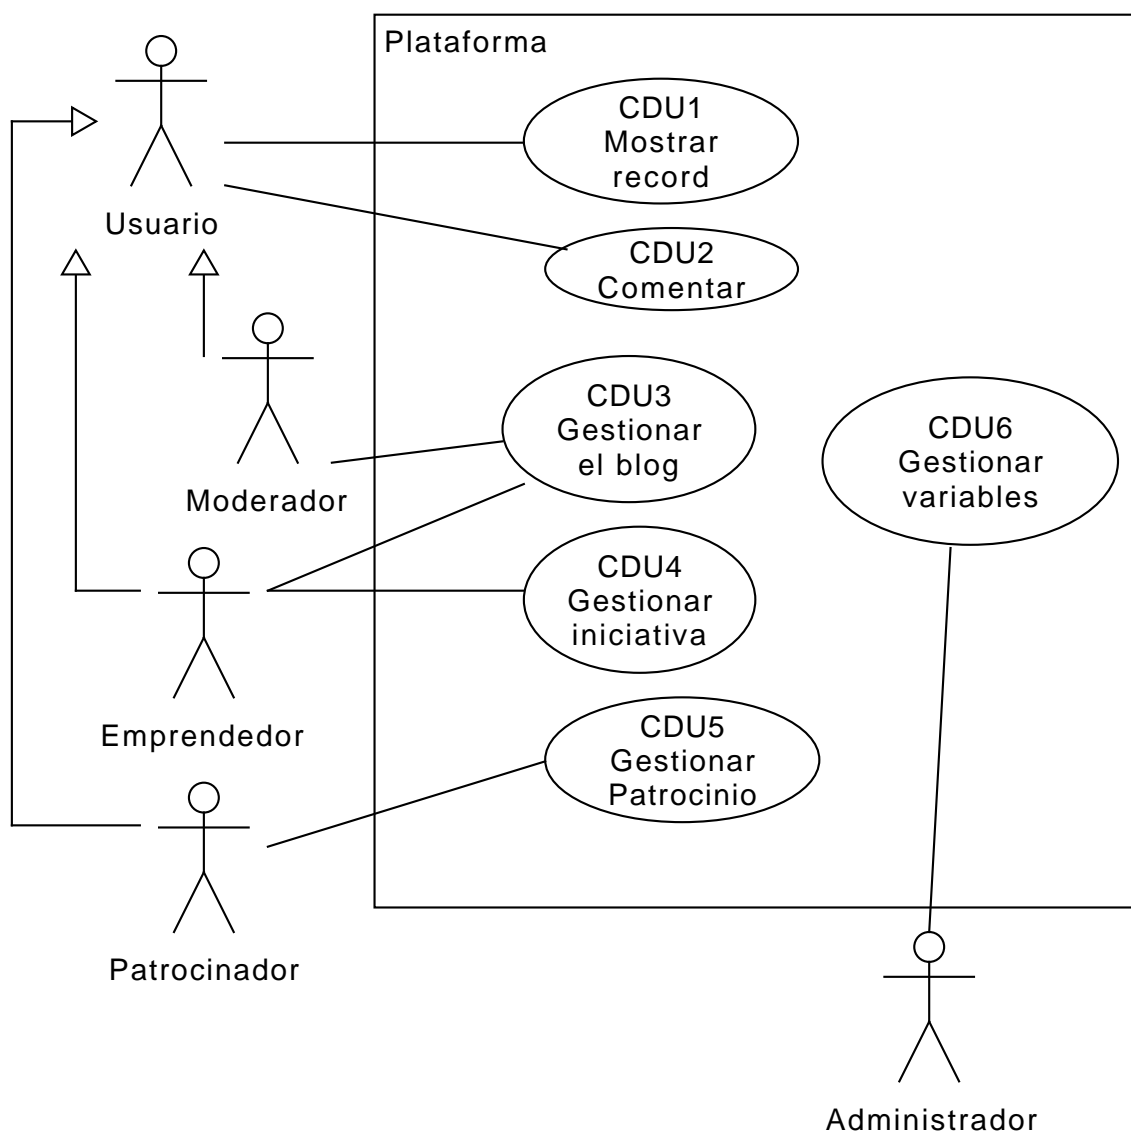 Plataforma
CDU1
Mostrar
record
Usuario
CDU2
Comentar
CDU3
Gestionar
el blog
CDU6
Gestionar
variables
Moderador
CDU4
Gestionar
iniciativa
Emprendedor
CDU5
Gestionar
Patrocinio
Patrocinador
Administrador